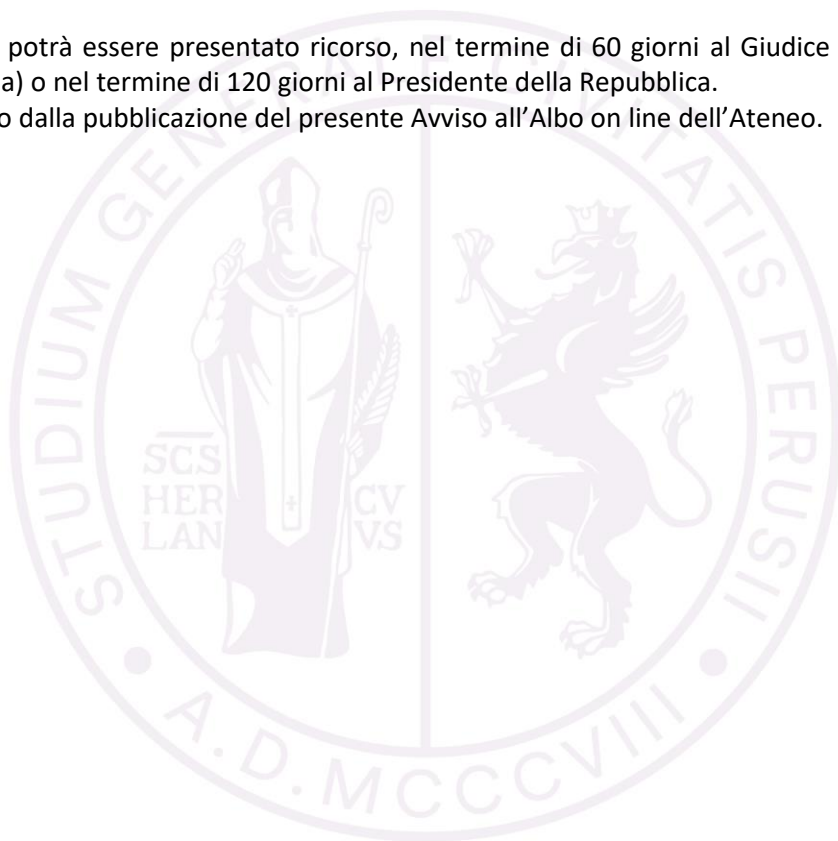 potrà essere presentato ricorso, nel termine di 60 giorni al Giudice
a) o nel termine di 120 giorni al Presidente della Repubblica.
o dalla pubblicazione del presente Avviso all’Albo on line dell’Ateneo.
STUDIUM GENERALE CIVITATIS PERUSII
SCS
HER CV
LAN VS
A.D. MCCCVIII